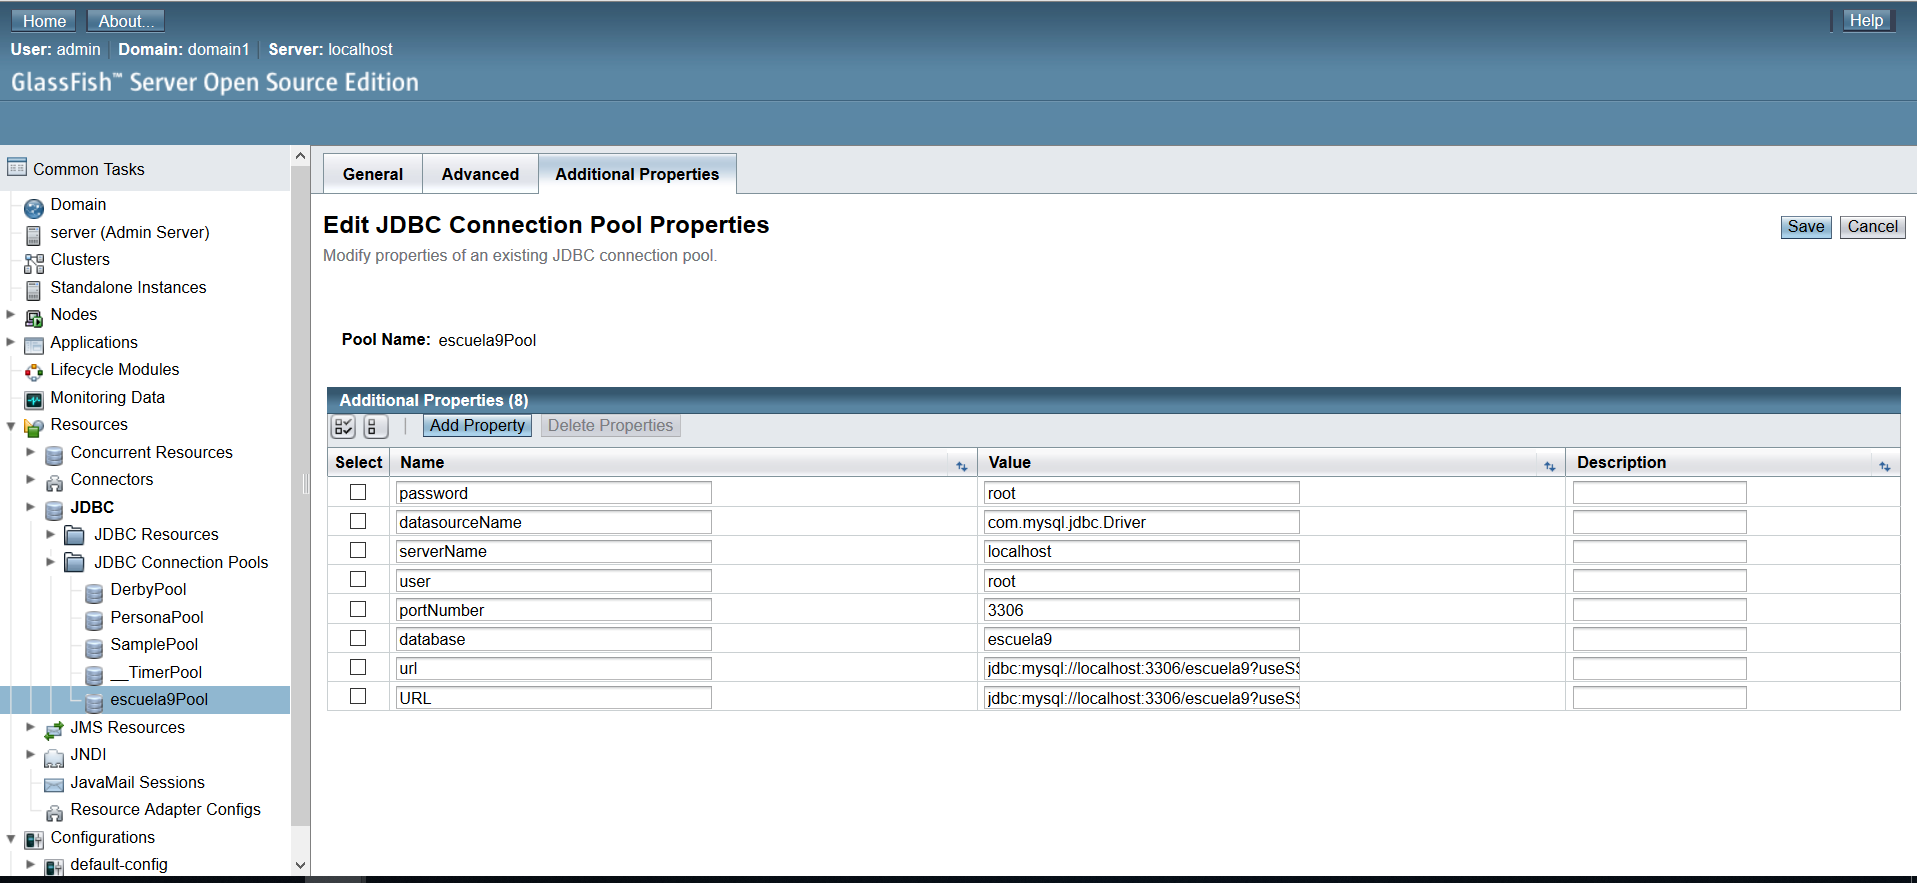 Home About... Help
User: admin Domain: domain1 Server: localhost
GlassFish™ Server Open Source Edition
Common Tasks
Domain
server (Admin Server)
Clusters
Standalone Instances
Nodes
Applications
Lifecycle Modules
Monitoring Data
Resources
Concurrent Resources
Connectors
JDBC
JDBC Resources
JDBC Connection Pools
DerbyPool
PersonaPool
SamplePool
__TimerPool
escuela9Pool
JMS Resources
JNDI
JavaMail Sessions
Resource Adapter Configs
Configurations
default-config
General Advanced Additional Properties
Edit JDBC Connection Pool Properties
Save Cancel
Modify properties of an existing JDBC connection pool.
Pool Name: escuela9Pool
Additional Properties (8)
Add Property Delete Properties
Select Name Value Description
password root
datasourceName com.mysql.jdbc.Driver
serverName localhost
user root
portNumber 3306
database escuela9
url jdbc:mysql://localhost:3306/escuela9?useS
URL jdbc:mysql://localhost:3306/escuela9?useS